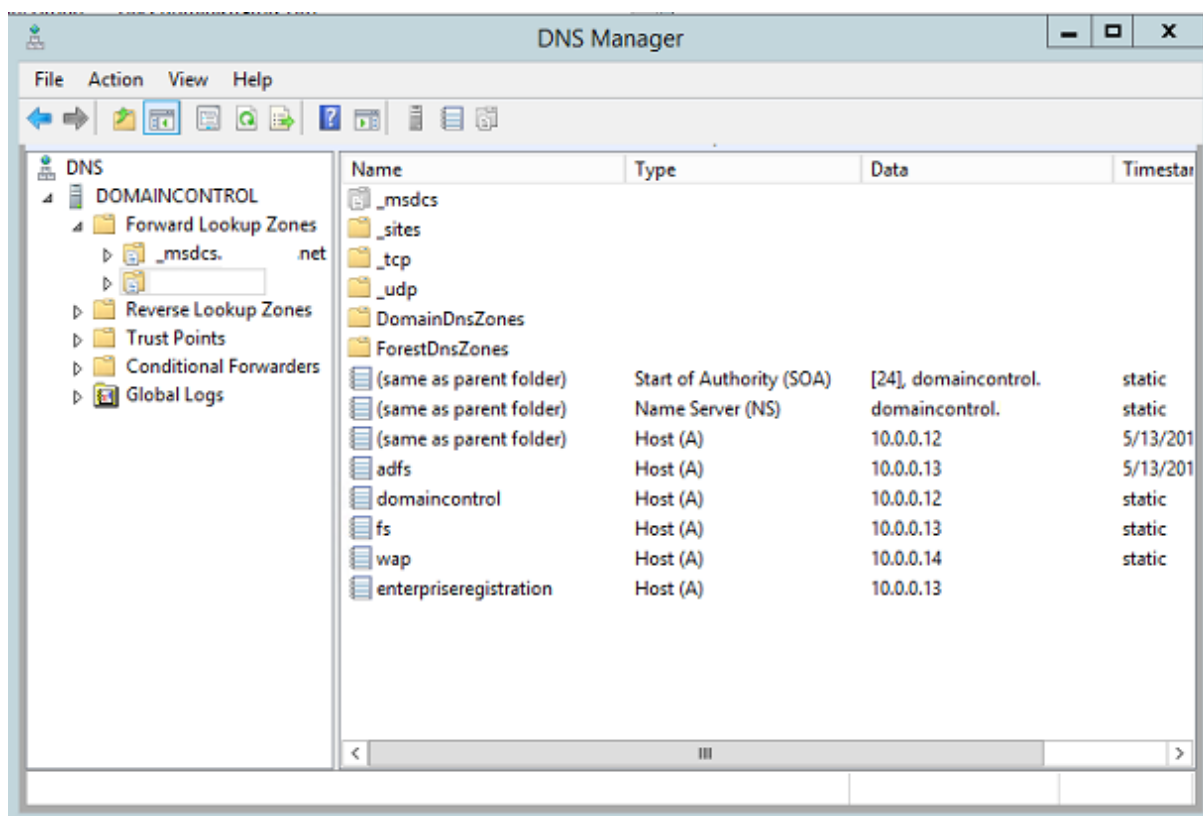 DNS Manager
File Action View Help
DNS
DOMAINCONTROL
Forward Lookup Zones
_msdcs. .net
Reverse Lookup Zones
Trust Points
Conditional Forwarders
Global Logs
Name Type Data Timestar
_msdcs
_sites
_tcp
_udp
DomainDnsZones
ForestDnsZones
(same as parent folder) Start of Authority (SOA) [24], domaincontrol. static
(same as parent folder) Name Server (NS) domaincontrol. static
(same as parent folder) Host (A) 10.0.0.12 5/13/201
adfs Host (A) 10.0.0.13 5/13/201
domaincontrol Host (A) 10.0.0.12 static
fs Host (A) 10.0.0.13 static
wap Host (A) 10.0.0.14 static
enterpriseregistration Host (A) 10.0.0.13